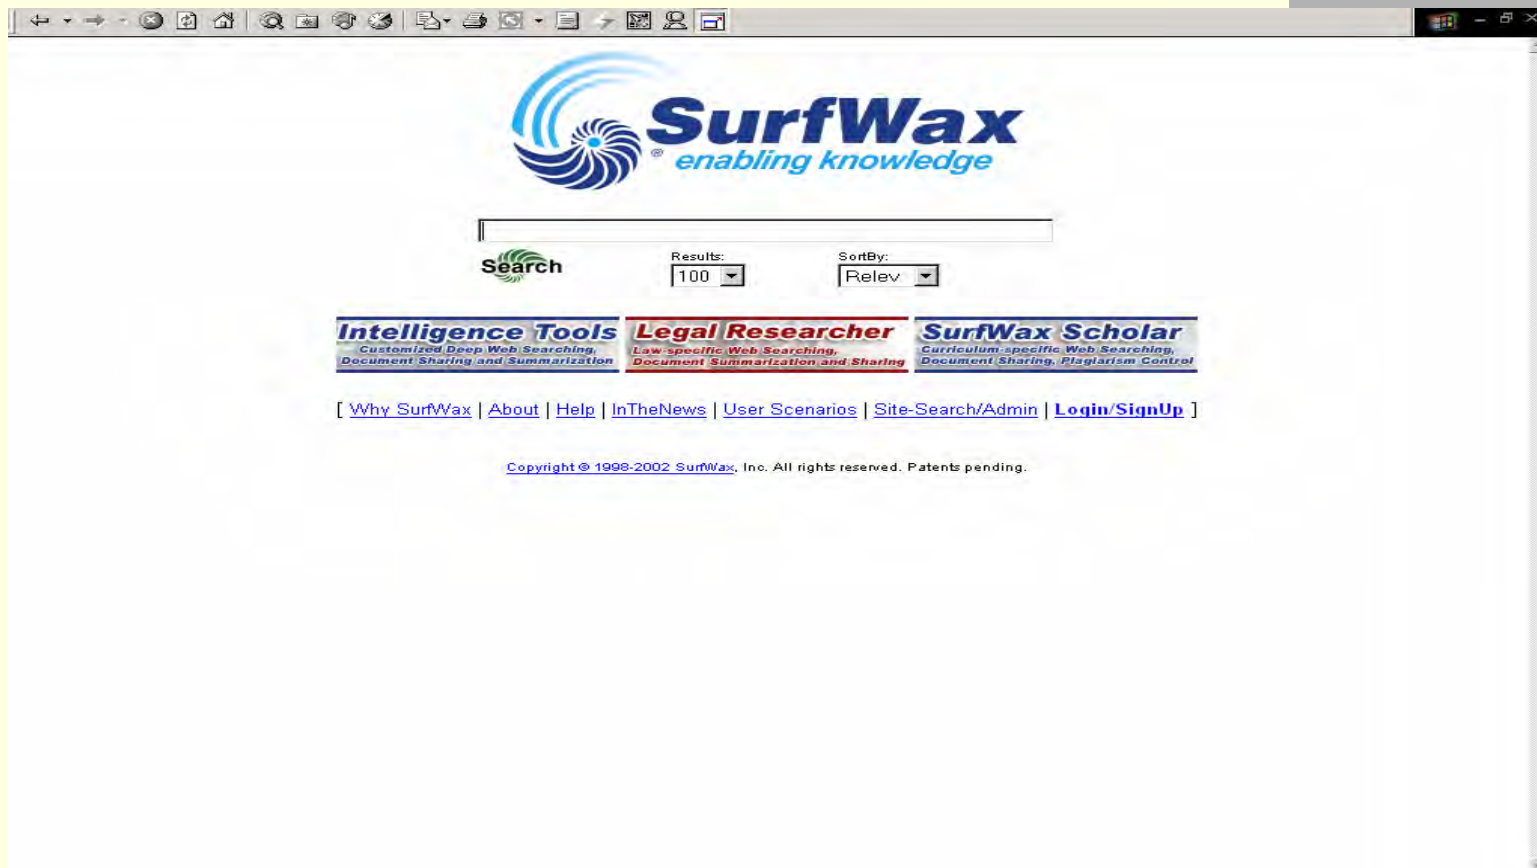 SurfWax
® enabling knowledge
Search
Results:
100
SortBy:
Relev
Intelligence Tools
Customized Deep Web Searching,
Document Sharing and Summarization
Legal Researcher
Law-specific Web Searching,
Document Summarization and Sharing
SurfWax Scholar
Curriculum-specific Web Searching,
Document Sharing, Plagiarism Control
[ Why SurfWax | About | Help | InTheNews | User Scenarios | Site-Search/Admin | Login/SignUp ]
Copyright © 1998-2002 SurfWax, Inc. All rights reserved. Patents pending.